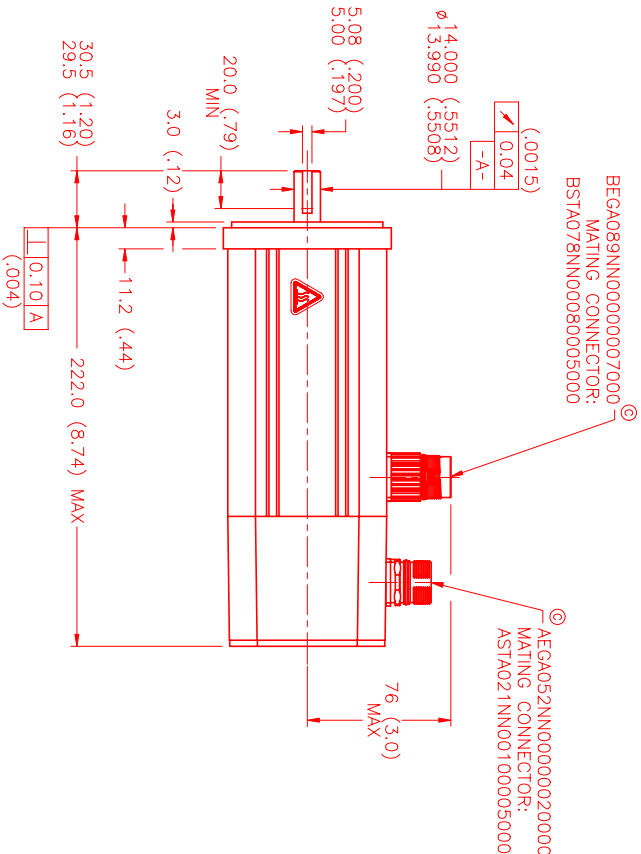 BEGA089NN00000007000 ©
MATING CONNECTOR:
BSTA078NN00080005000
© AEGA052NN00000020000
MATING CONNECTOR:
ASTA021NN00100005000
(.0015)
0.04
-A-
ø 14.000 (.5512)
13.990 (.5508)
5.08 (.200)
5.00 (.197)
20.0 (.79)
MIN
3.0 (.12)
30.5 (1.20)
29.5 (1.16)
11.2 (.44)
⊥ 0.10 A
(.004)
222.0 (8.74) MAX
76 (3.0)
MAX